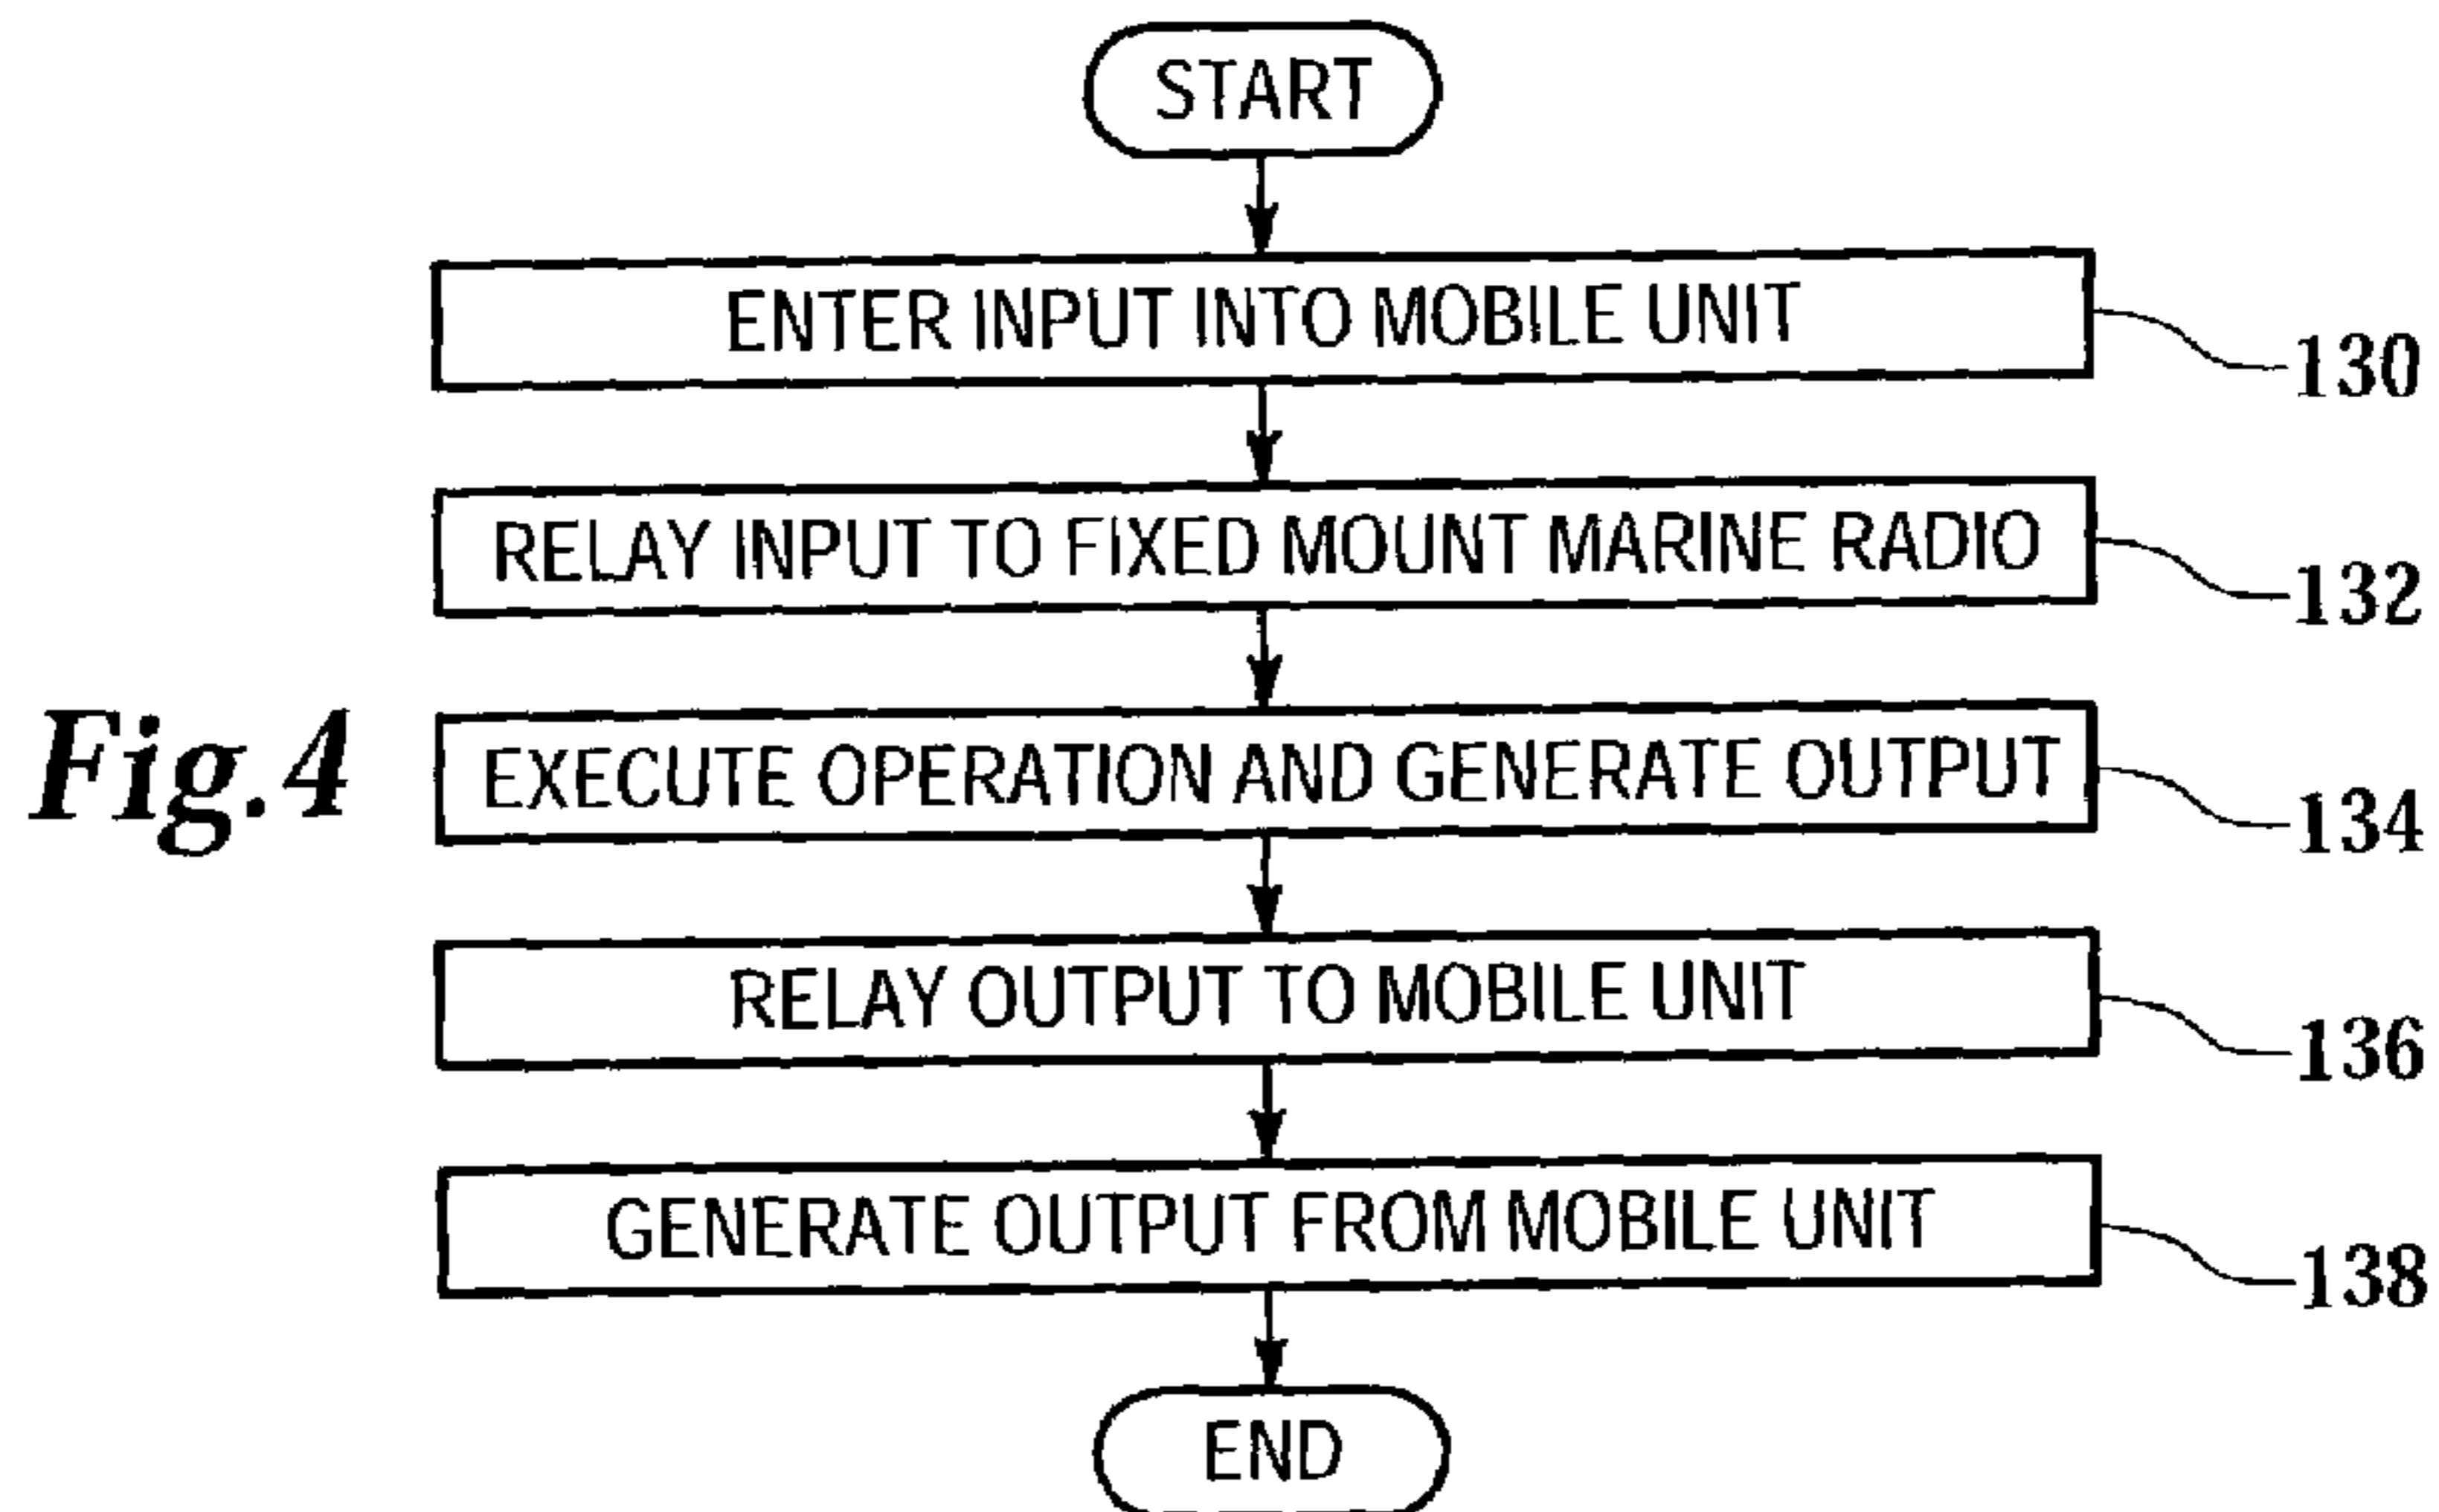 START
ENTER INPUT INTO MOBILE UNIT
130
RELAY INPUT TO FIXED MOUNT MARINE RADIO
132
Fig.4
EXECUTE OPERATION AND GENERATE OUTPUT
134
RELAY OUTPUT TO MOBILE UNIT
136
GENERATE OUTPUT FROM MOBILE UNIT
138
END